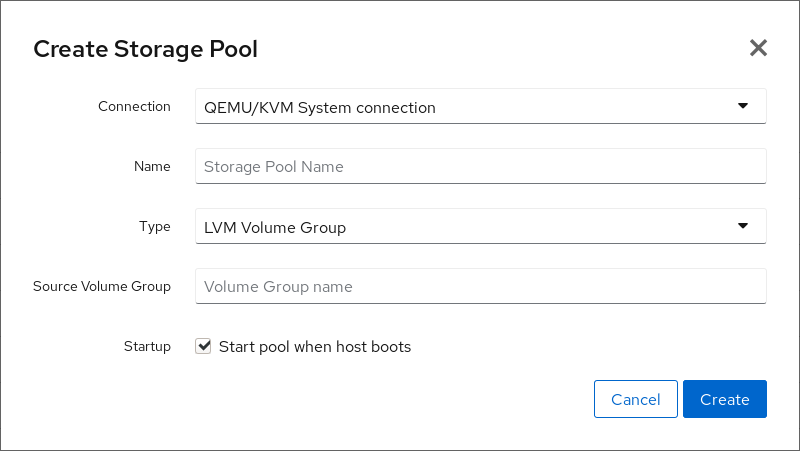 Create Storage Pool
Connection QEMU/KVM System connection
Name Storage Pool Name
Type LVM Volume Group
Source Volume Group Volume Group name
Startup Start pool when host boots
Cancel Create